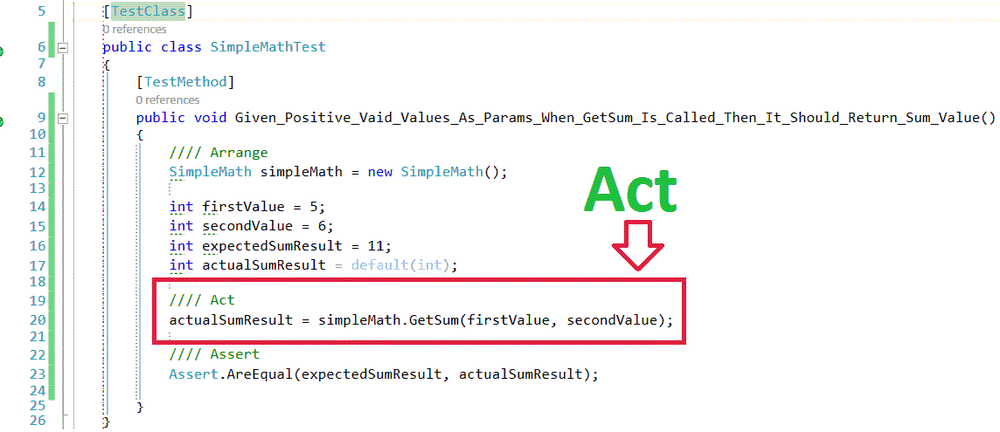 5 [TestClass]
0 references
6 public class SimpleMathTest
7 {
8 [TestMethod]
0 references
9 public void Given_Positive_Vaid_Values_As_Params_When_GetSum_Is_Called_Then_It_Should_Return_Sum_Value()
10 {
11 //// Arrange
12 SimpleMath simpleMath = new SimpleMath();
13
14 int firstValue = 5;
15 int secondValue = 6;
16 int expectedSumResult = 11;
17 int actualSumResult = default(int);
Act
18
19 //// Act
20 actualSumResult = simpleMath.GetSum(firstValue, secondValue);
21
22 //// Assert
23 Assert.AreEqual(expectedSumResult, actualSumResult);
24
25 }
26 }